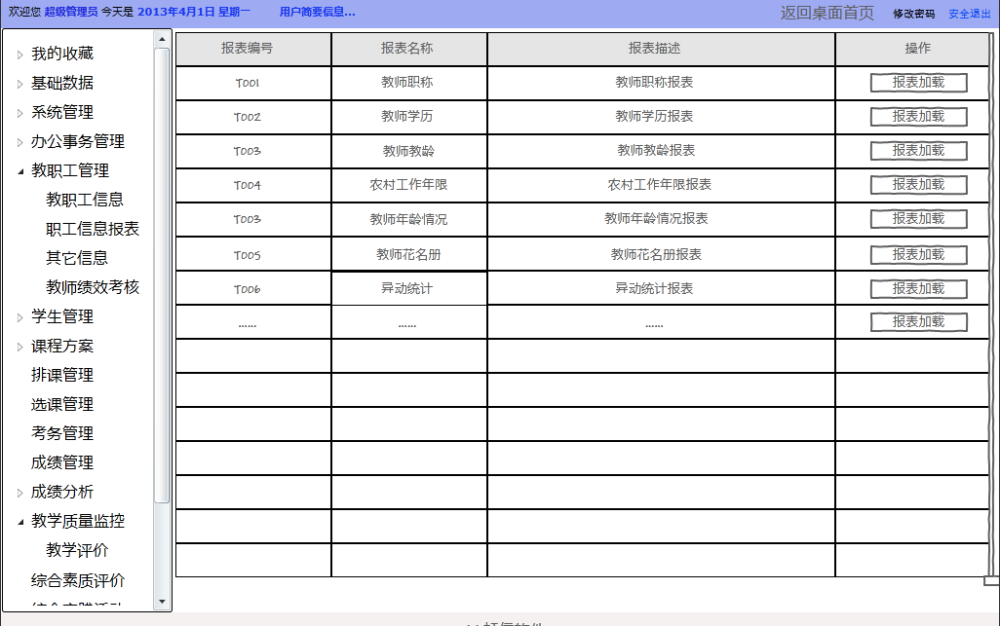 欢迎您 超级管理员 今天是 2013年4月1日 星期一 用户简要信息... 返回桌面首页 修改密码 安全退出
我的收藏
基础数据
系统管理
办公事务管理
教职工管理
教职工信息
职工信息报表
其它信息
教师绩效考核
学生管理
课程方案
排课管理
选课管理
考务管理
成绩管理
成绩分析
教学质量监控
教学评价
综合素质评价
报表编号 报表名称 报表描述 操作
T001 教师职称 教师职称报表 报表加载
T002 教师学历 教师学历报表 报表加载
T003 教师教龄 教师教龄报表 报表加载
T004 农村工作年限 农村工作年限报表 报表加载
T003 教师年龄情况 教师年龄情况报表 报表加载
T005 教师花名册 教师花名册报表 报表加载
T006 异动统计 异动统计报表 报表加载
...... ...... ...... 报表加载